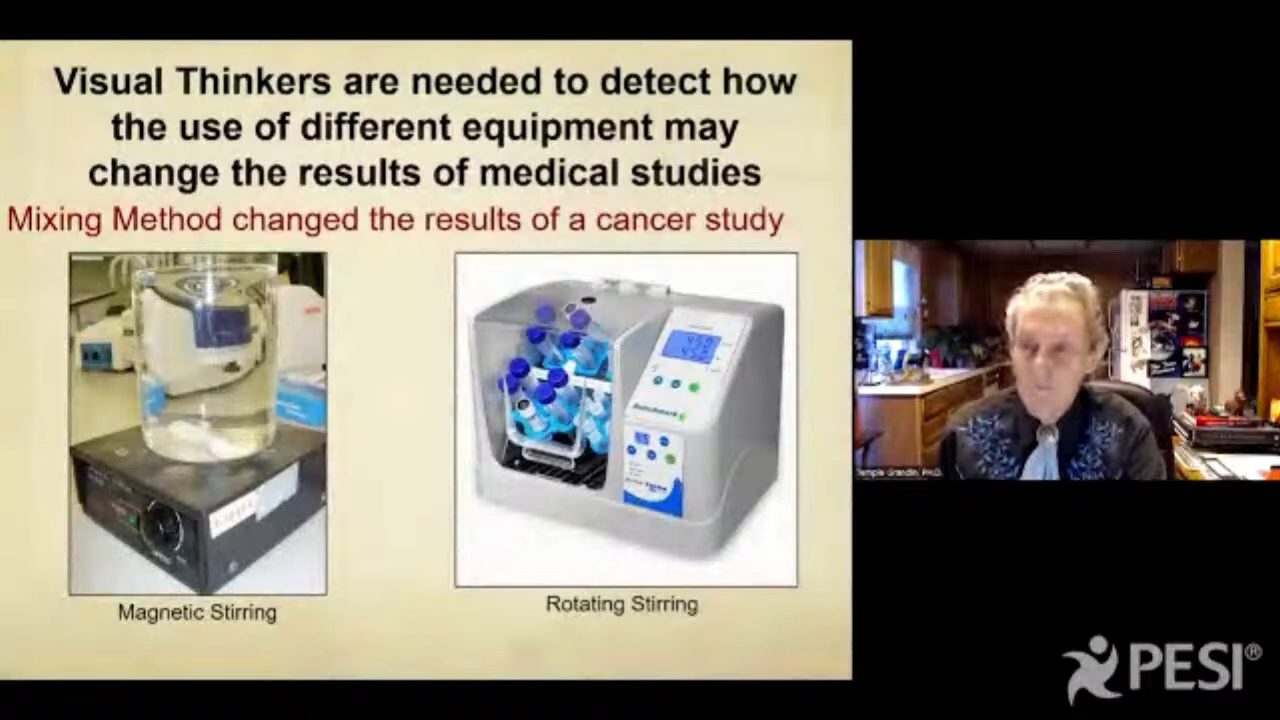 Visual Thinkers are needed to detect how
the use of different equipment may
change the results of medical studies
Mixing Method changed the results of a cancer study
Magnetic Stirring
Rotating Stirring
Temple Grandin, PH.D.
PESI®